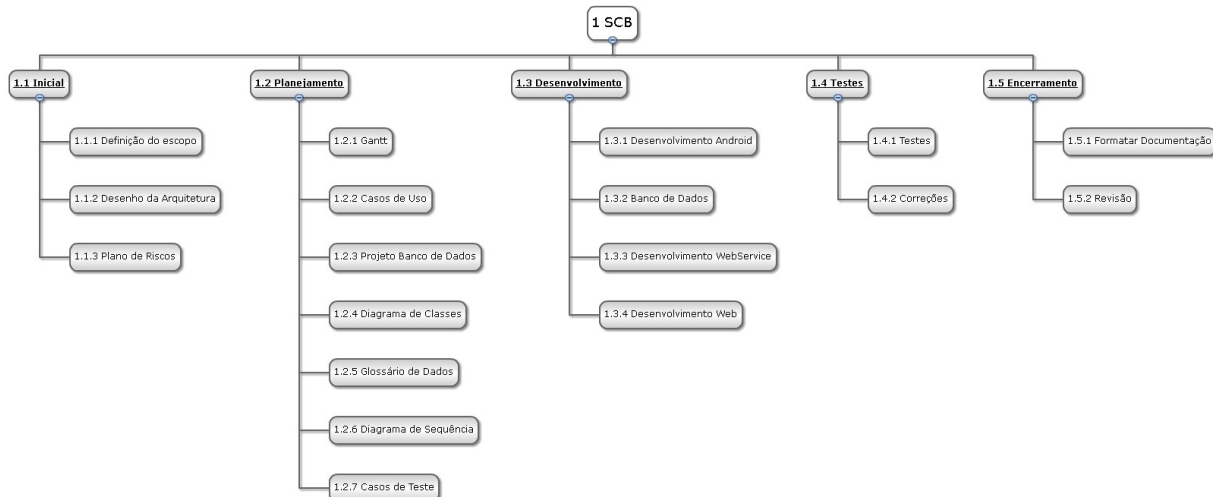 1 SCB
1.1 Inicial
1.1.1 Definição do escopo
1.1.2 Desenho da Arquitetura
1.1.3 Plano de Riscos
1.2 Planejamento
1.2.1 Gantt
1.2.2 Casos de Uso
1.2.3 Projeto Banco de Dados
1.2.4 Diagrama de Classes
1.2.5 Glossário de Dados
1.2.6 Diagrama de Sequência
1.2.7 Casos de Teste
1.3 Desenvolvimento
1.3.1 Desenvolvimento Android
1.3.2 Banco de Dados
1.3.3 Desenvolvimento WebService
1.3.4 Desenvolvimento Web
1.4 Testes
1.4.1 Testes
1.4.2 Correções
1.5 Encerramento
1.5.1 Formatar Documentação
1.5.2 Revisão